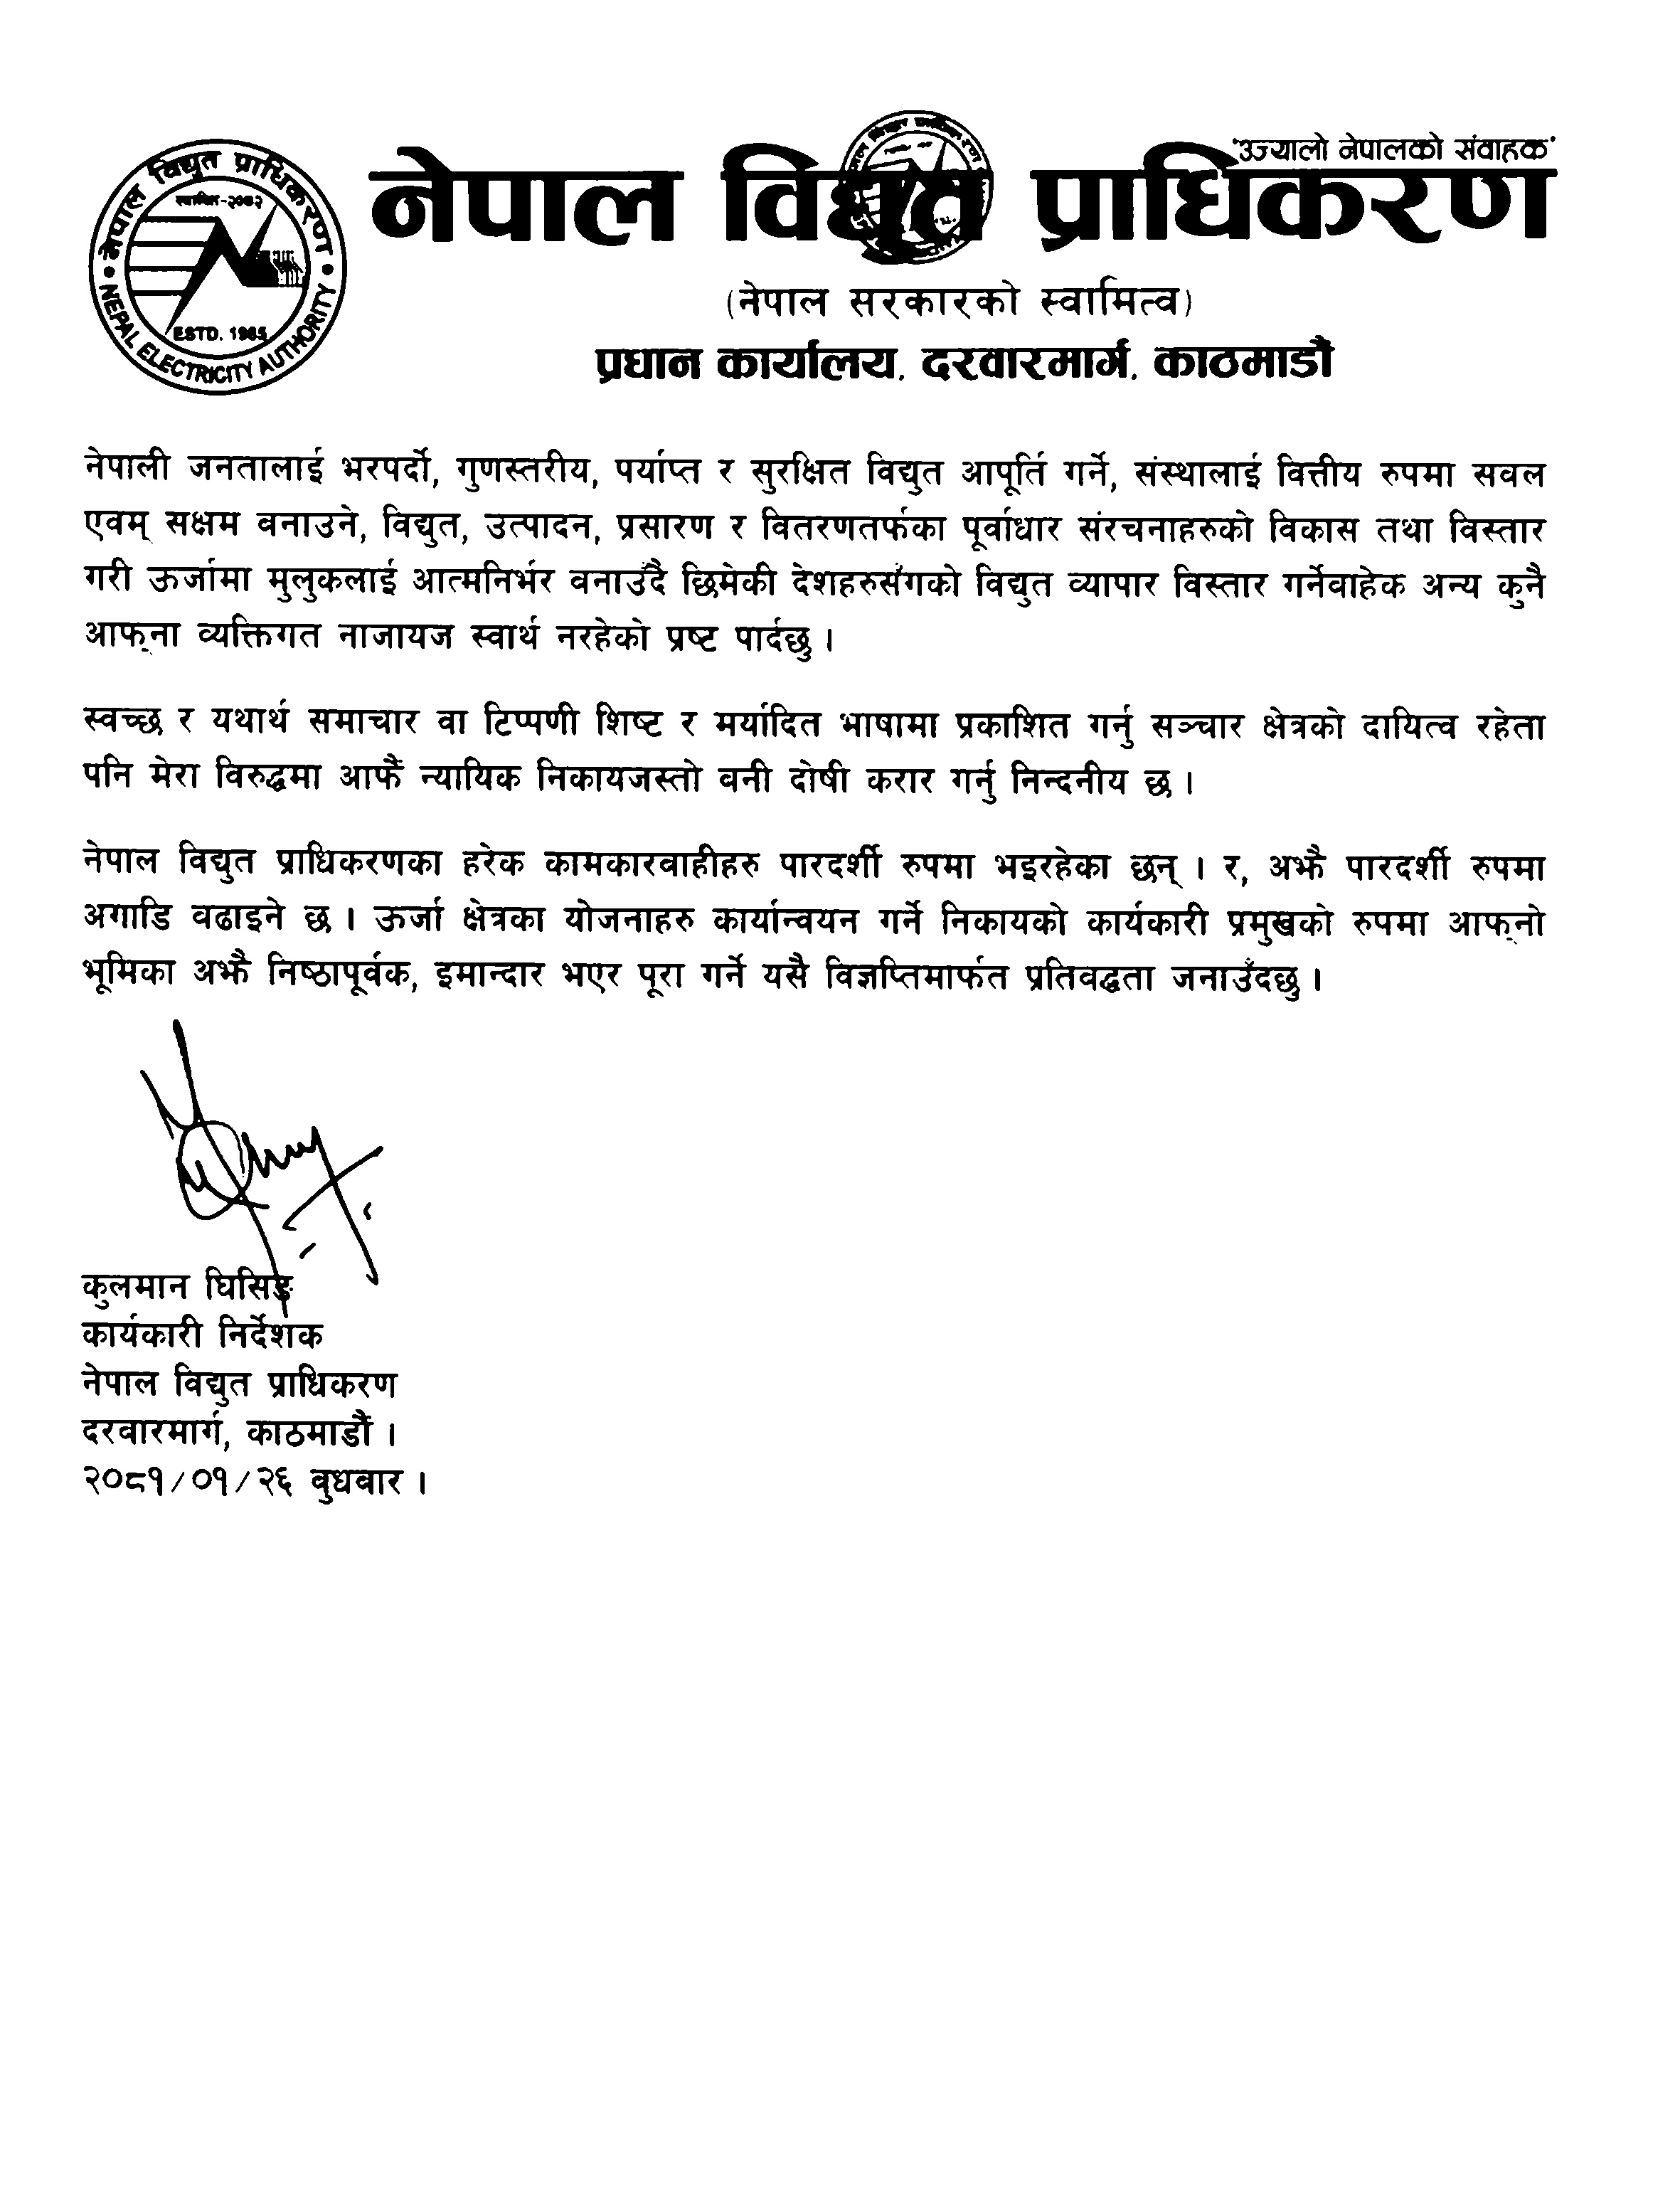 'उज्यालो नेपालको संवाहक'
नेपाल विद्युत प्राधिकरण
नेपाल विद्युत प्राधिकरण
स्थापित-२०४२
ESTD. 1985
NEPAL ELECTRICITY AUTHORITY
(नेपाल सरकारको स्वामित्व)
प्रधान कार्यालय, दरवारमार्ग, काठमाडौं
नेपाली जनतालाई भरपर्दो, गुणस्तरीय, पर्याप्त र सुरक्षित विद्युत आपूर्ति गर्ने, संस्थालाई वित्तीय रुपमा सवल
एवम् सक्षम वनाउने, विद्युत, उत्पादन, प्रसारण र वितरणतर्फका पूर्वाधार संरचनाहरुको विकास तथा विस्तार
गरी ऊर्जामा मुलुकलाई आत्मनिर्भर वनाउँदै छिमेकी देशहरुसँगको विद्युत व्यापार विस्तार गर्नेवाहेक अन्य कुनै
आफ्ना व्यक्तिगत नाजायज स्वार्थ नरहेको प्रष्ट पार्दछु ।
स्वच्छ र यथार्थ समाचार वा टिप्पणी शिष्ट र मर्यादित भाषामा प्रकाशित गर्नु सञ्चार क्षेत्रको दायित्व रहेता
पनि मेरा विरुद्धमा आफैं न्यायिक निकायजस्तो वनी दोषी करार गर्नु निन्दनीय छ ।
नेपाल विद्युत प्राधिकरणका हरेक कामकारवाहीहरु पारदर्शी रुपमा भइरहेका छन् । र, अझै पारदर्शी रुपमा
अगाडि वढाइने छ । ऊर्जा क्षेत्रका योजनाहरु कार्यान्वयन गर्ने निकायको कार्यकारी प्रमुखको रुपमा आफ्नो
भूमिका अझै निष्ठापूर्वक, इमान्दार भएर पूरा गर्ने यसै विज्ञप्तिमार्फत प्रतिवद्धता जनाउँदछु ।
कुलमान घिसिङ
कार्यकारी निर्देशक
नेपाल विद्युत प्राधिकरण
दरवारमार्ग, काठमाडौं ।
२०८१/०१/२६ वुधवार ।